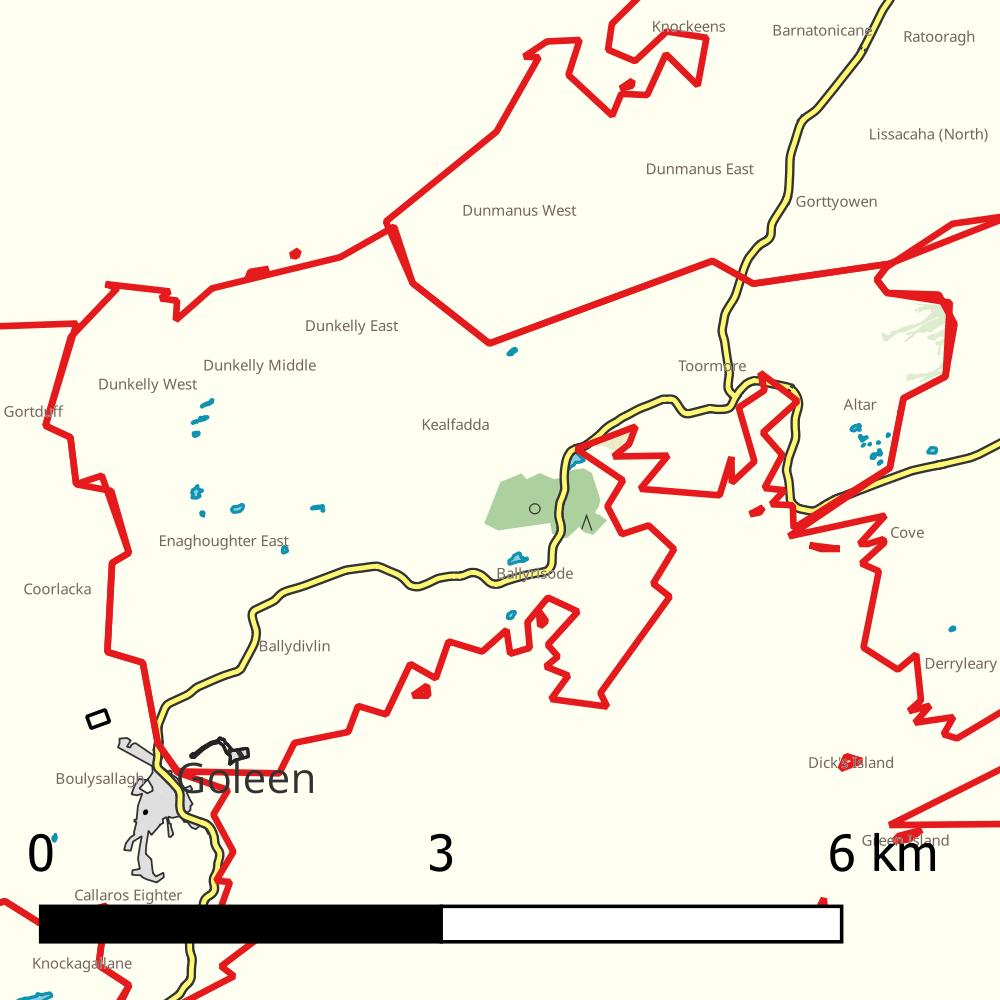 Knockeens
Barnatonicane
Ratooragh
Lissacaha (North)
Dunmanus East
Gorttyowen
Dunmanus West
Dunkelly East
Dunkelly Middle
Toormore
Dunkelly West
Gortduff
Altar
Kealfadda
Enaghoughter East
Cove
Ballyrisode
Coorlacka
Ballydivlin
Derryleary
Dick's Island
Boulysallagh
Goleen
Green Island
0 3 6 km
Callaros Eighter
Knockagallane